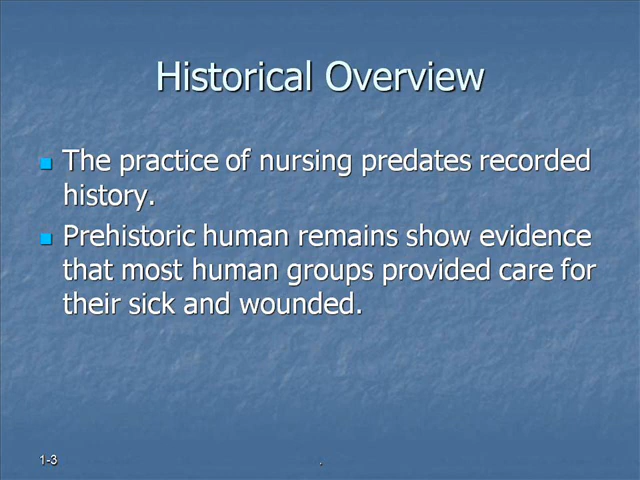 Historical Overview
The practice of nursing predates recorded
history.
Prehistoric human remains show evidence
that most human groups provided care for
their sick and wounded.
1-3
.